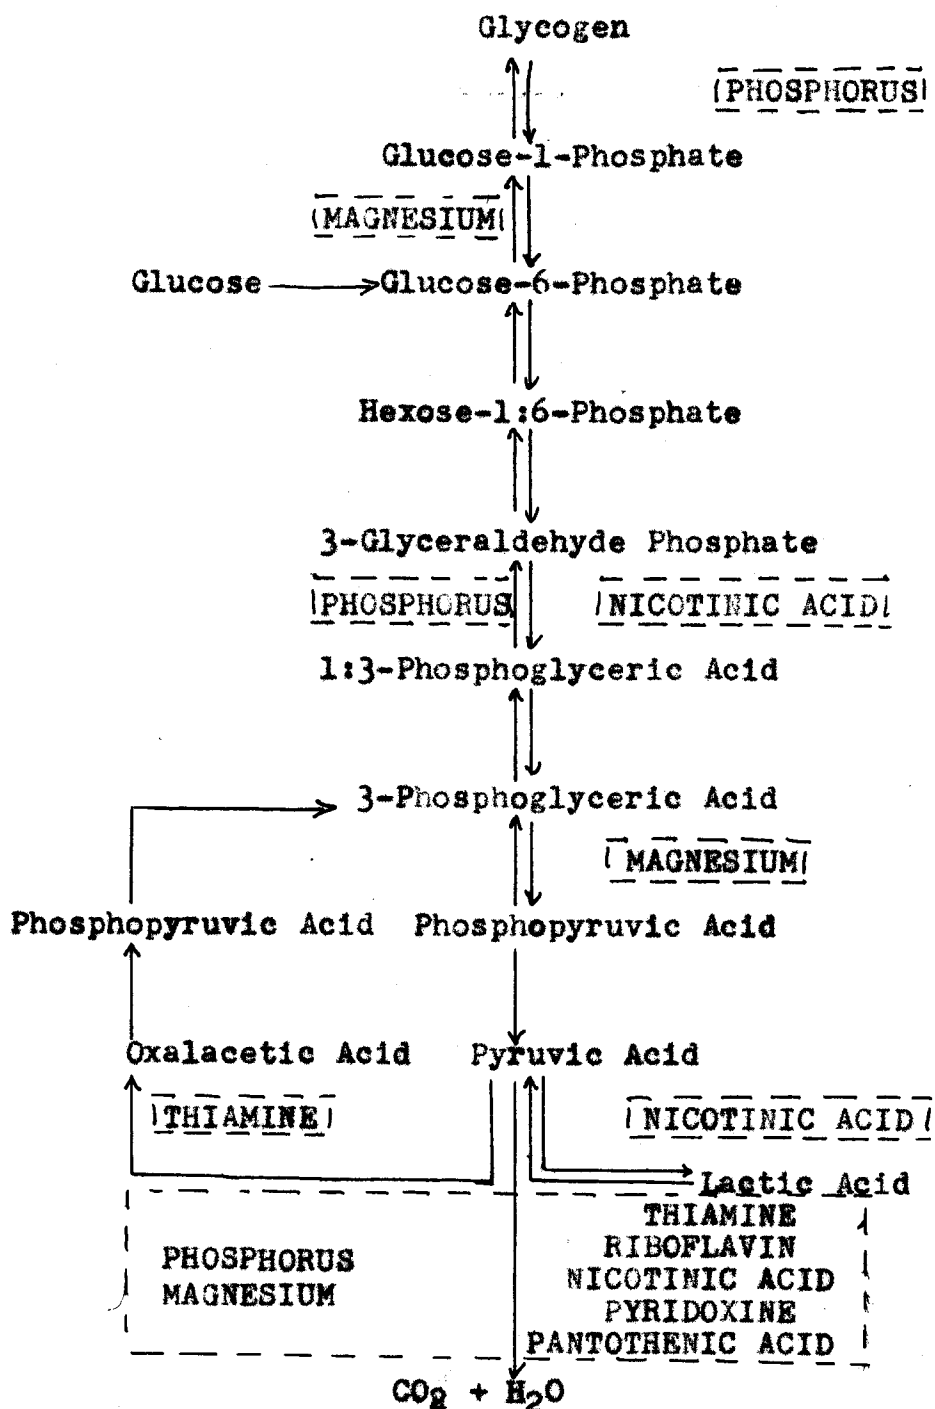 Glycogen
PHOSPHORUS
Glucose-1-Phosphate
MAGNESIUM
Glucose Glucose-6-Phosphate
Hexose-1:6-Phosphate
3-Glyceraldehyde Phosphate
PHOSPHORUS NICOTINIC ACID
1:3-Phosphoglyceric Acid
3-Phosphoglyceric Acid
MAGNESIUM
Phosphopyruvic Acid Phosphopyruvic Acid
Oxalacetic Acid Pyruvic Acid
THIAMINE NICOTINIC ACID
Lactic Acid
THIAMINE
RIBOFLAVIN
PHOSPHORUS
NICOTINIC ACID
MAGNESIUM
PYRIDOXINE
PANTOTHENIC ACID
CO2 + H2O